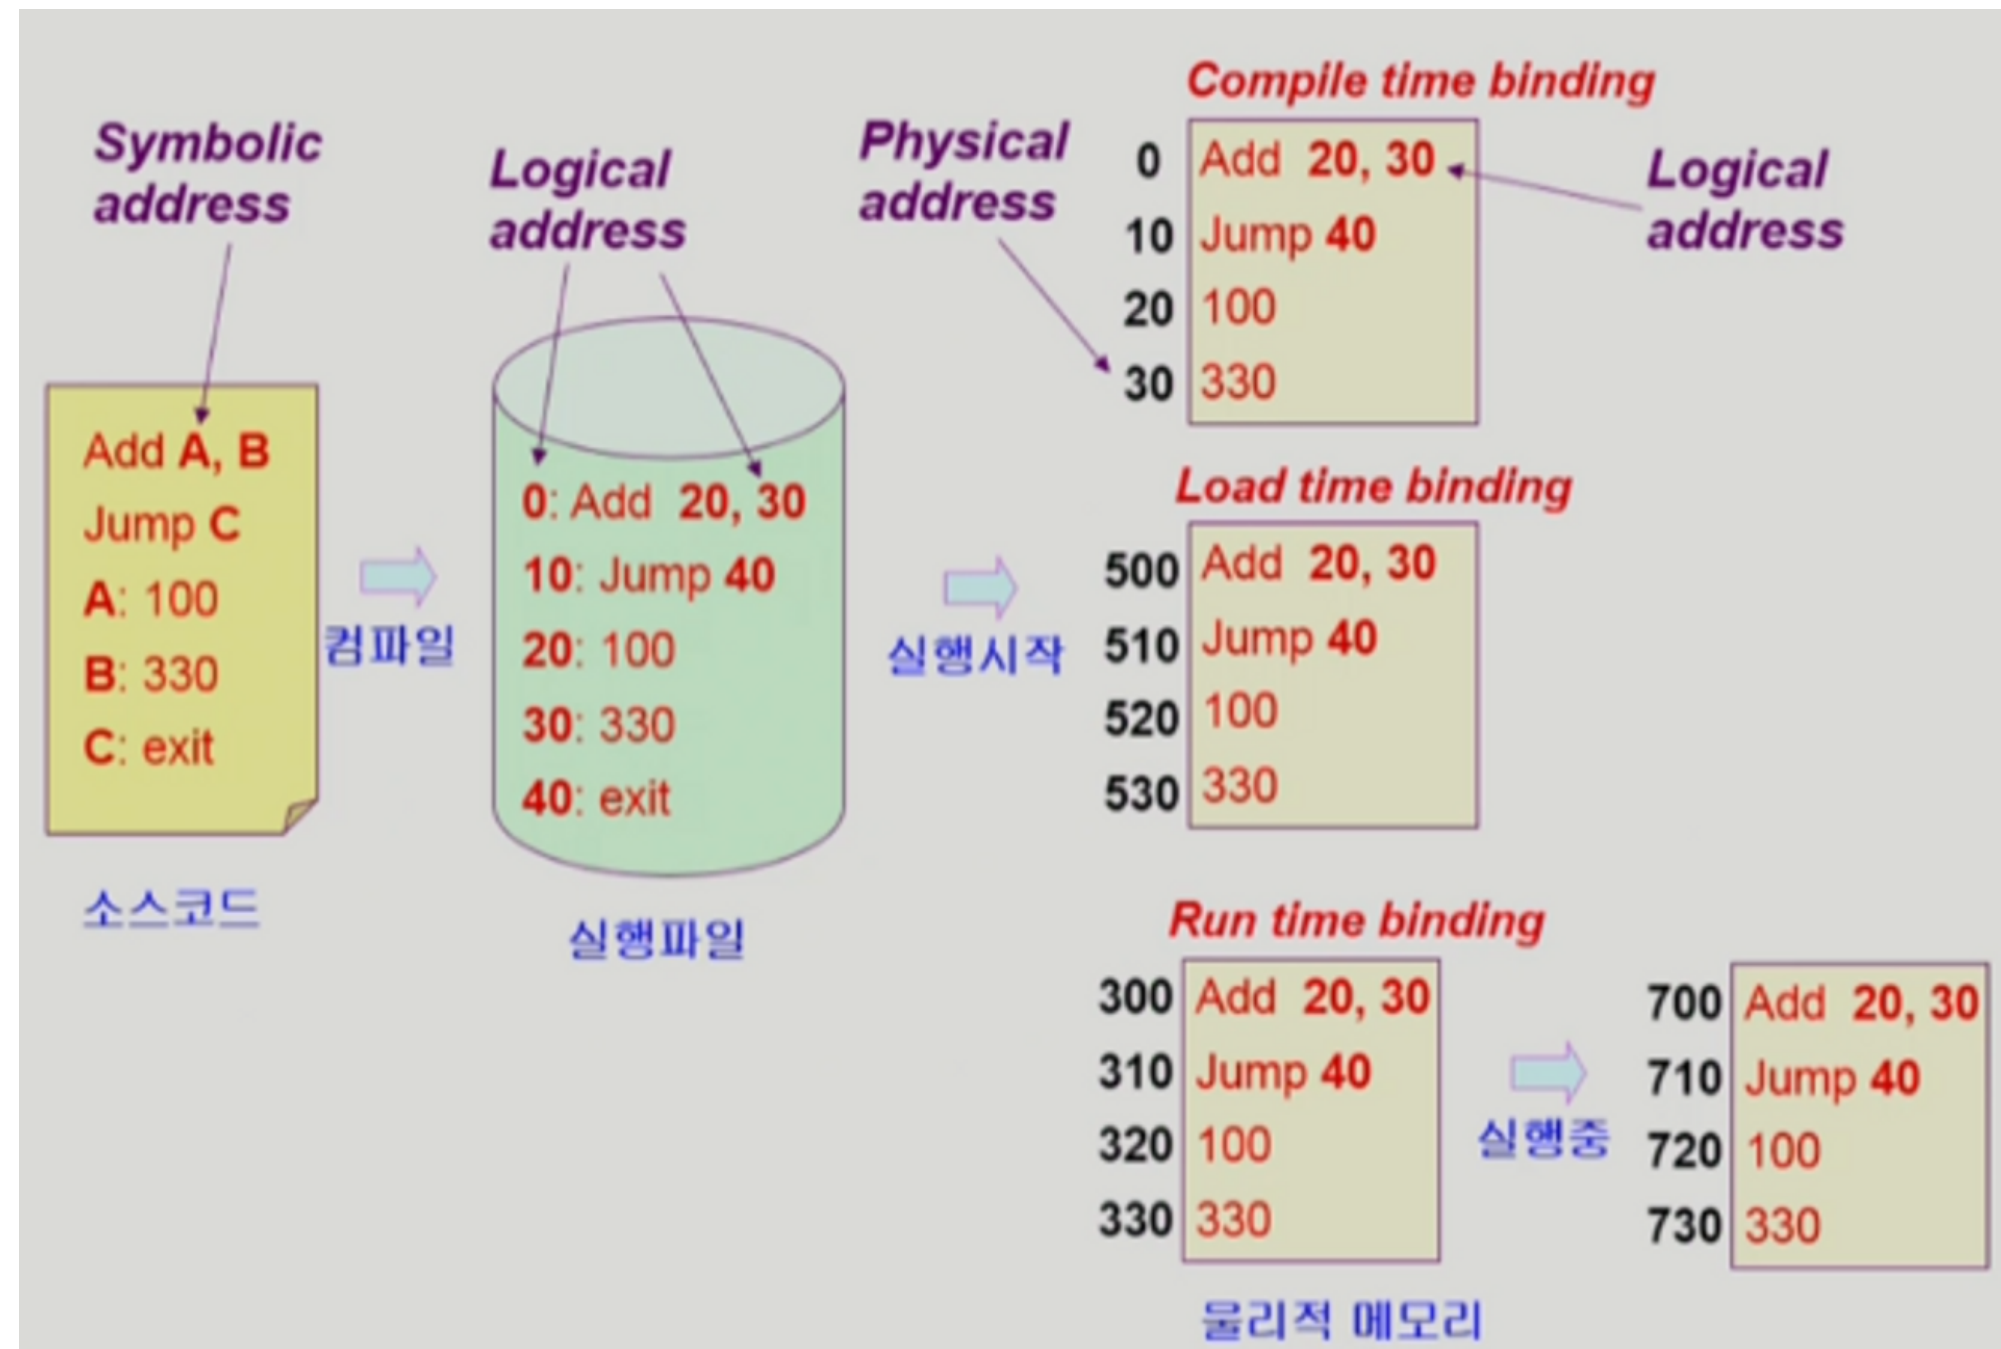 Symbolic
address
Add A, B
Jump C
A: 100
B: 330
C: exit
소스코드
컴파일
Logical
address
0: Add 20, 30
10: Jump 40
20: 100
30: 330
40: exit
실행파일
실행시작
Physical
address
Compile time binding
0 Add 20, 30
10 Jump 40
20 100
30 330
Logical
address
Load time binding
500 Add 20, 30
510 Jump 40
520 100
530 330
Run time binding
300 Add 20, 30
310 Jump 40
320 100
330 330
실행중
700 Add 20, 30
710 Jump 40
720 100
730 330
물리적 메모리